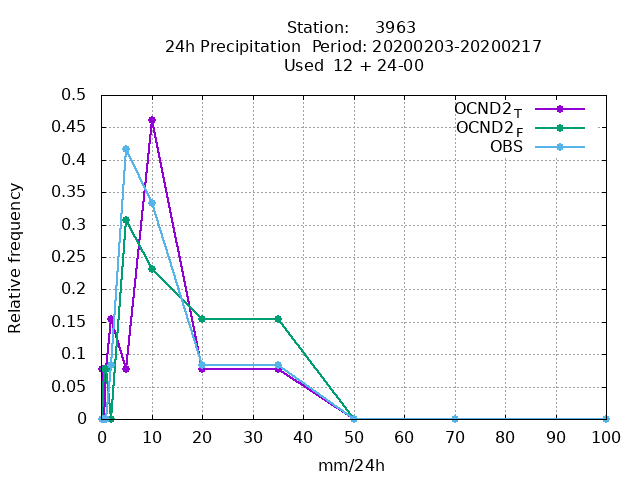 Station: 3963
24h Precipitation Period: 20200203-20200217
Used 12 + 24-00
0.5
0.45
0.4
0.35
0.3
0.25
0.2
0.15
0.1
0.05
0
Relative frequency
OCND2T
OCND2F
OBS
0 10 20 30 40 50 60 70 80 90 100
mm/24h